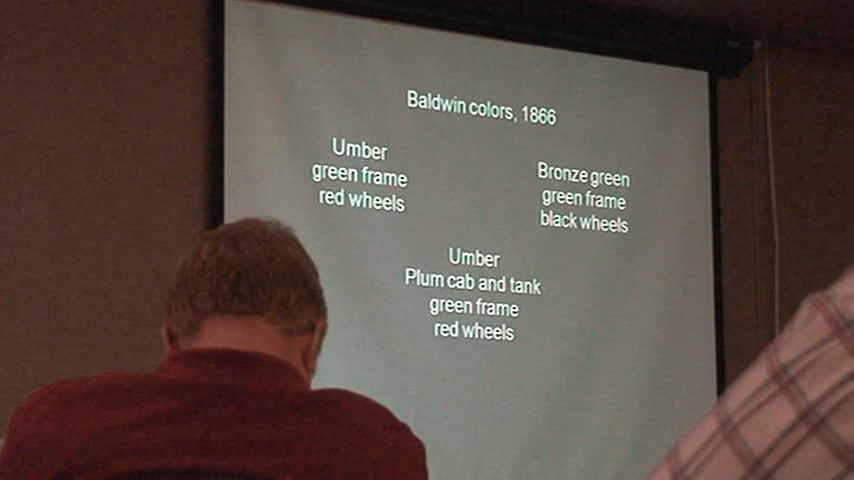 Baldwin colors, 1866
Umber
green frame
red wheels
Bronze green
green frame
black wheels
Umber
Plum cab and tank
green frame
red wheels